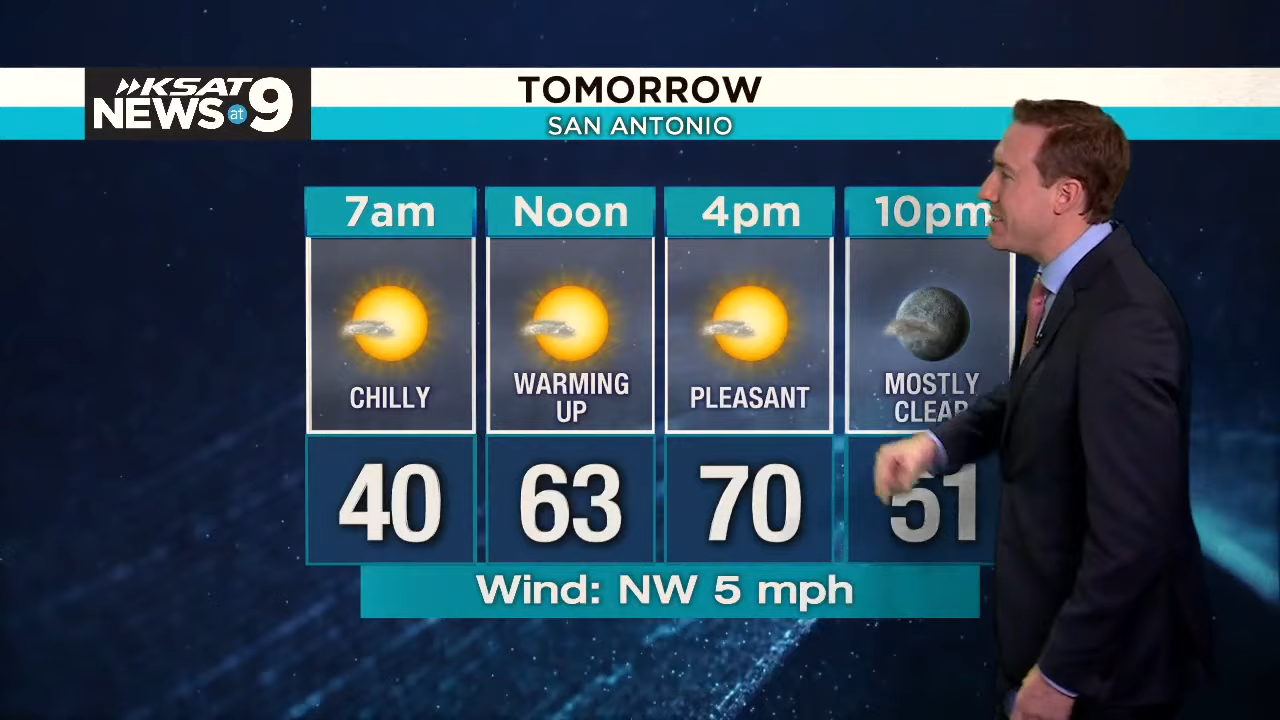 KSAT
NEWS at 9
TOMORROW
SAN ANTONIO
7am
Noon
4pm
10pm
CHILLY
WARMING
UP
PLEASANT
MOSTLY
CLEAR
40
63
70
51
Wind: NW 5 mph